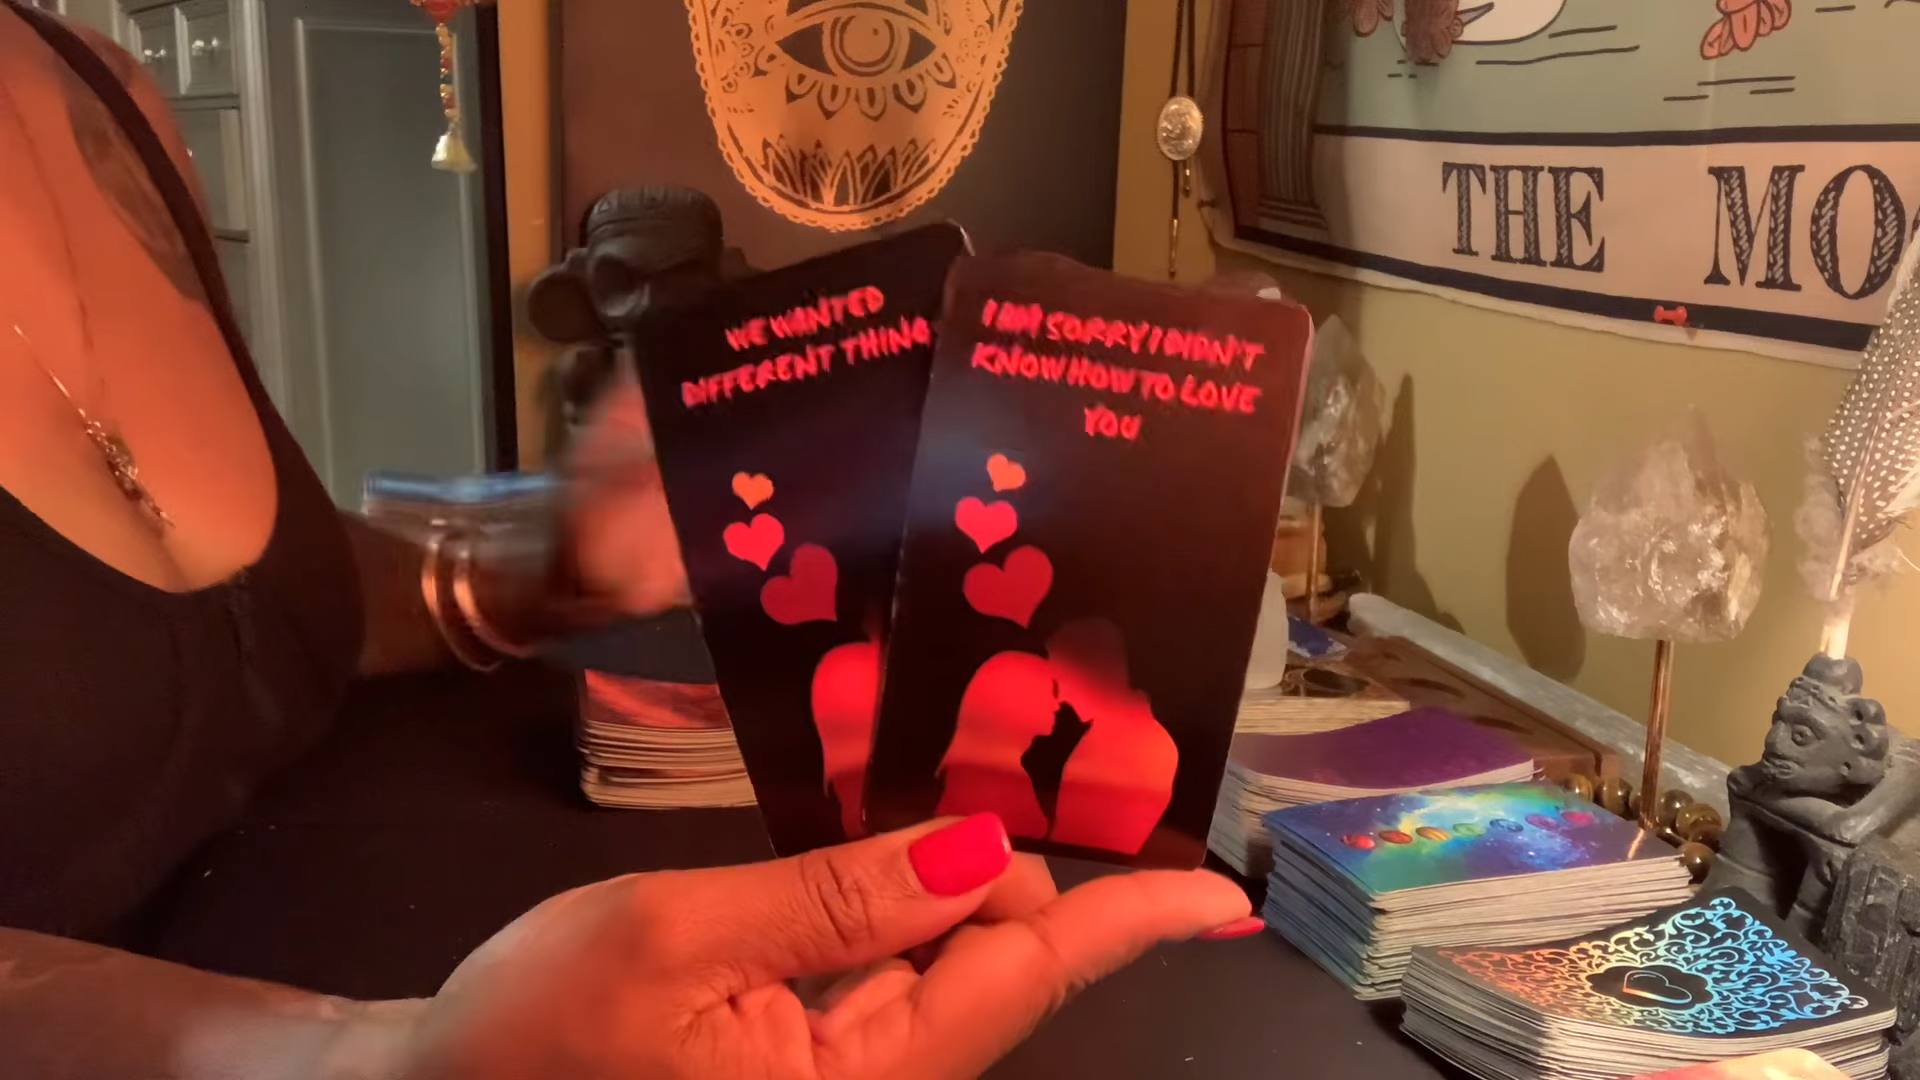 WE WANTED
DIFFERENT THING
I AM SORRY I DIDN'T
KNOW HOW TO LOVE
YOU
THE MO